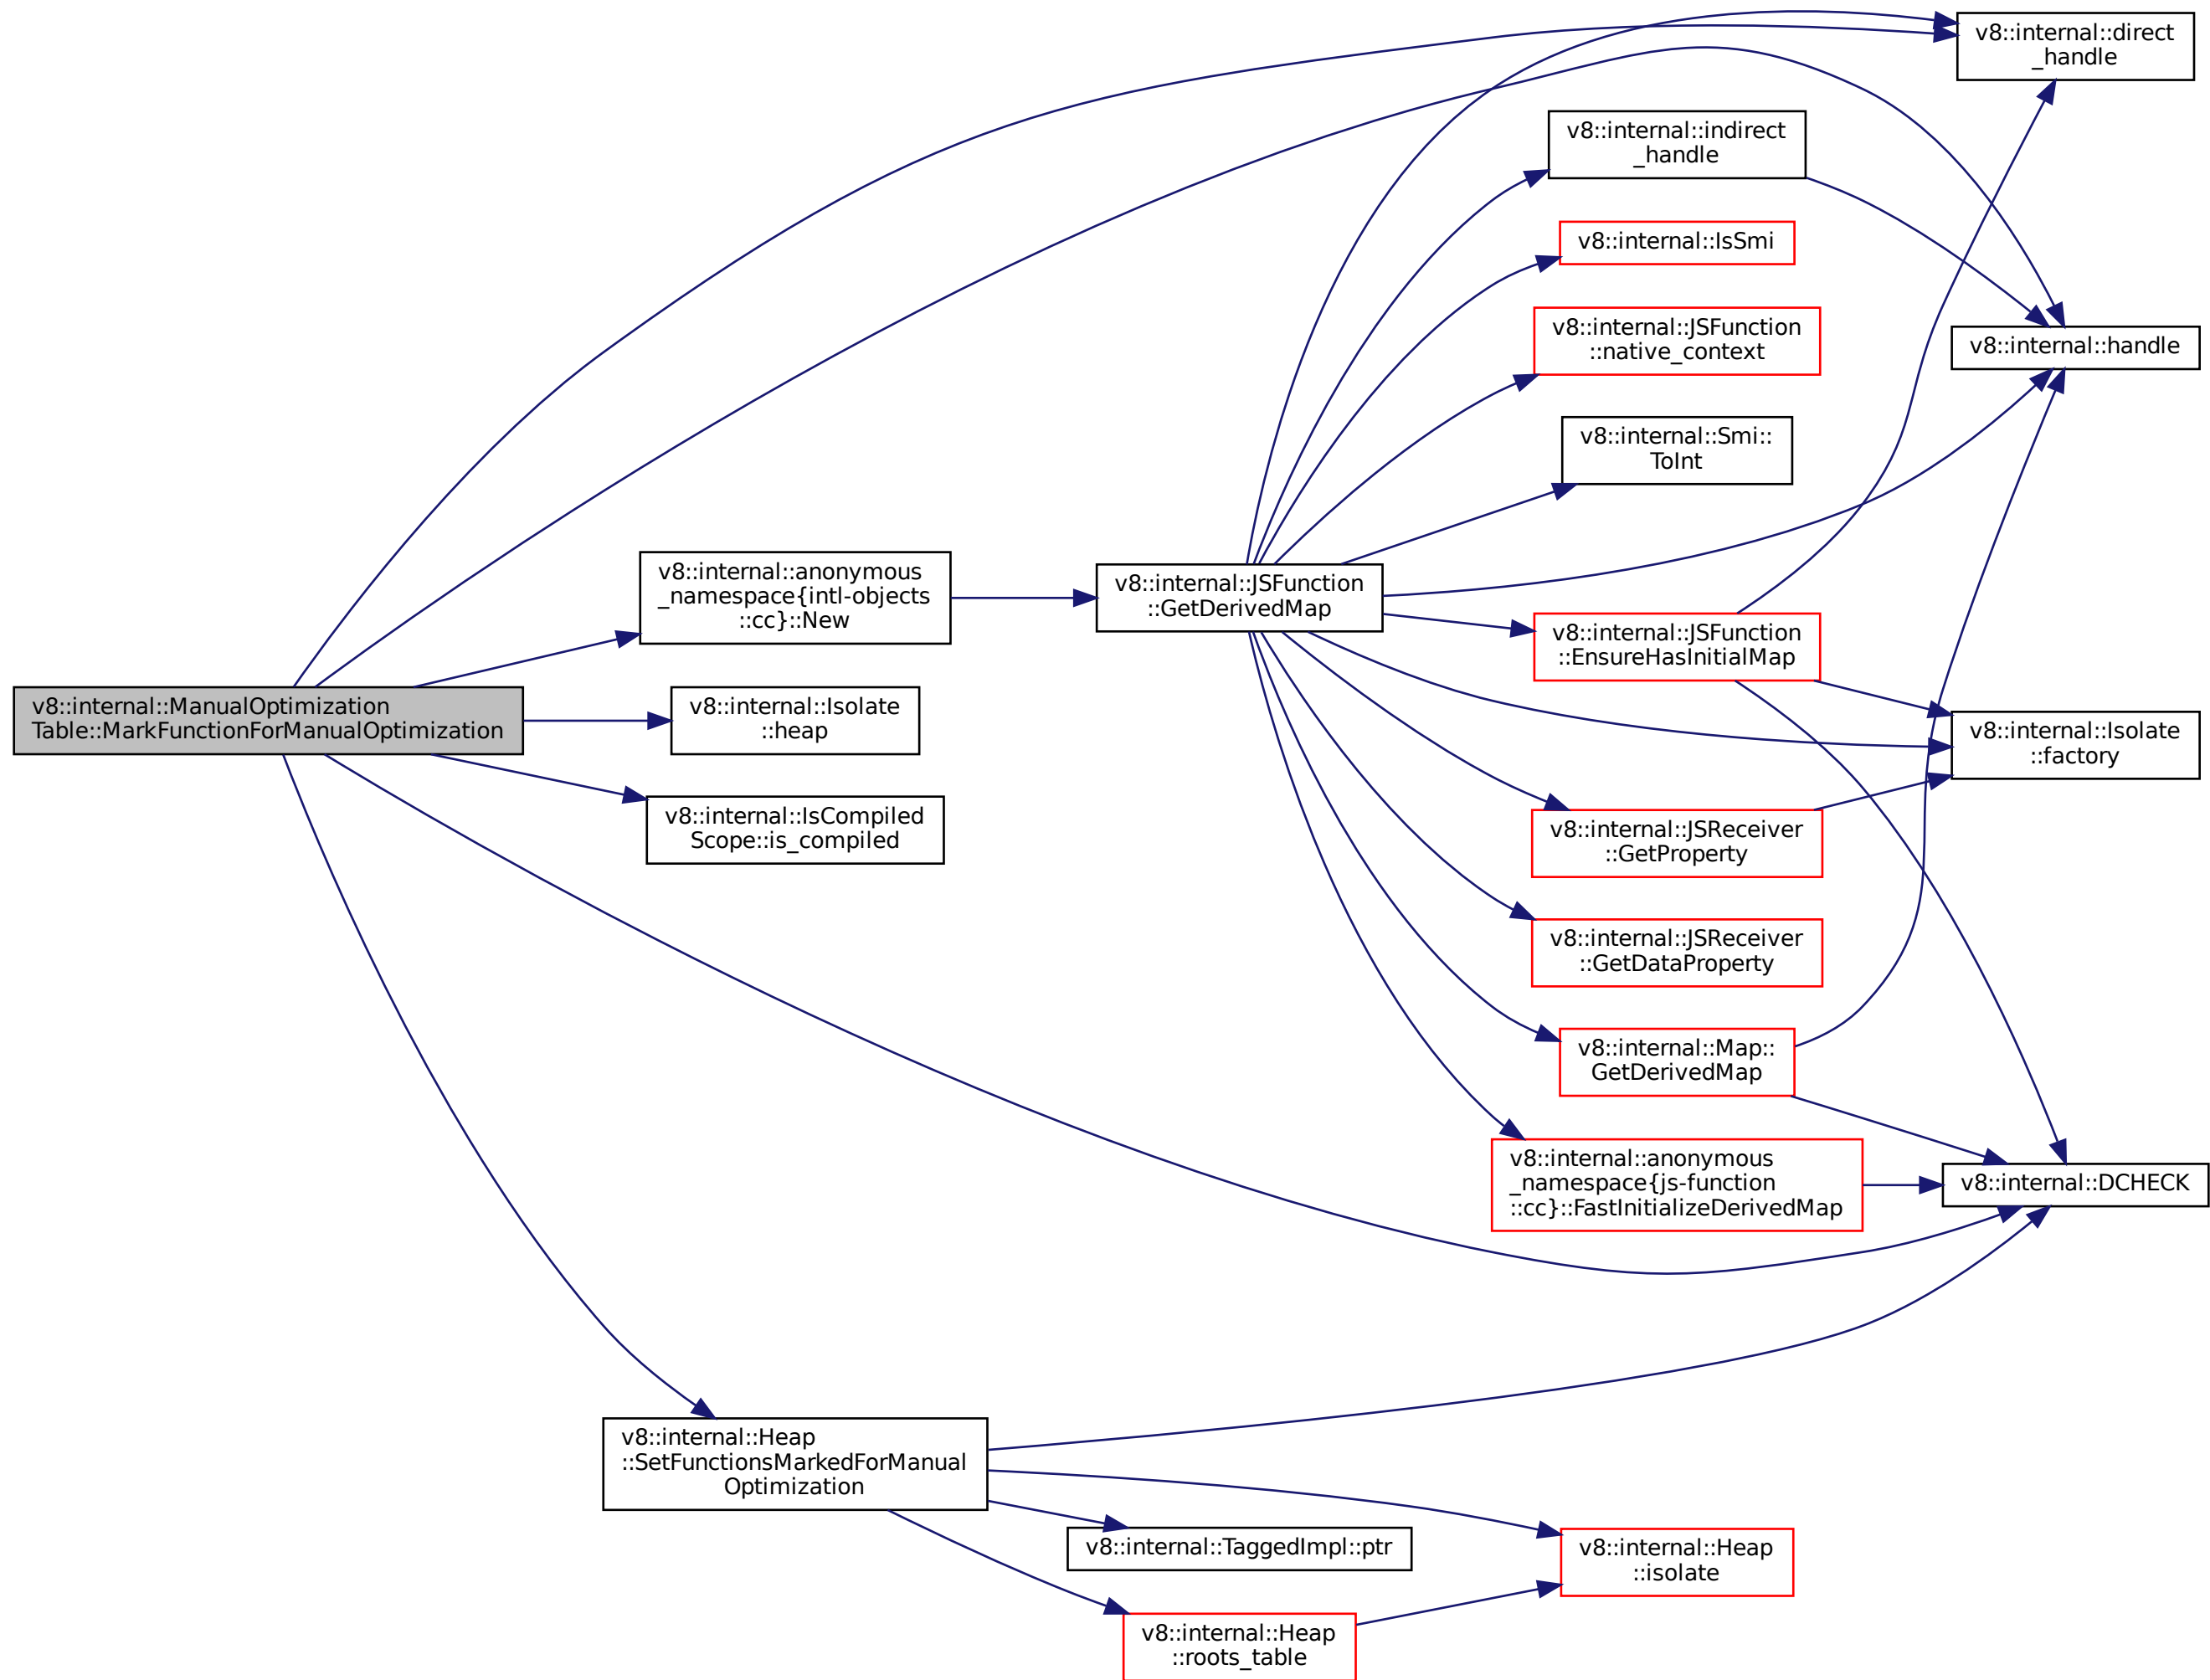 v8::internal::direct
_handle
v8::internal::indirect
_handle
v8::internal::IsSmi
v8::internal::JSFunction
::native_context
v8::internal::handle
v8::internal::Smi::
ToInt
v8::internal::anonymous
_namespace{intl-objects
::cc}::New
v8::internal::JSFunction
::GetDerivedMap
v8::internal::JSFunction
::EnsureHasInitialMap
v8::internal::ManualOptimization
Table::MarkFunctionForManualOptimization
v8::internal::Isolate
::heap
v8::internal::Isolate
::factory
v8::internal::IsCompiled
Scope::is_compiled
v8::internal::JSReceiver
::GetProperty
v8::internal::JSReceiver
::GetDataProperty
v8::internal::Map::
GetDerivedMap
v8::internal::anonymous
_namespace{js-function
::cc}::FastInitializeDerivedMap
v8::internal::DCHECK
v8::internal::Heap
::SetFunctionsMarkedForManual
Optimization
v8::internal::TaggedImpl::ptr
v8::internal::Heap
::isolate
v8::internal::Heap
::roots_table